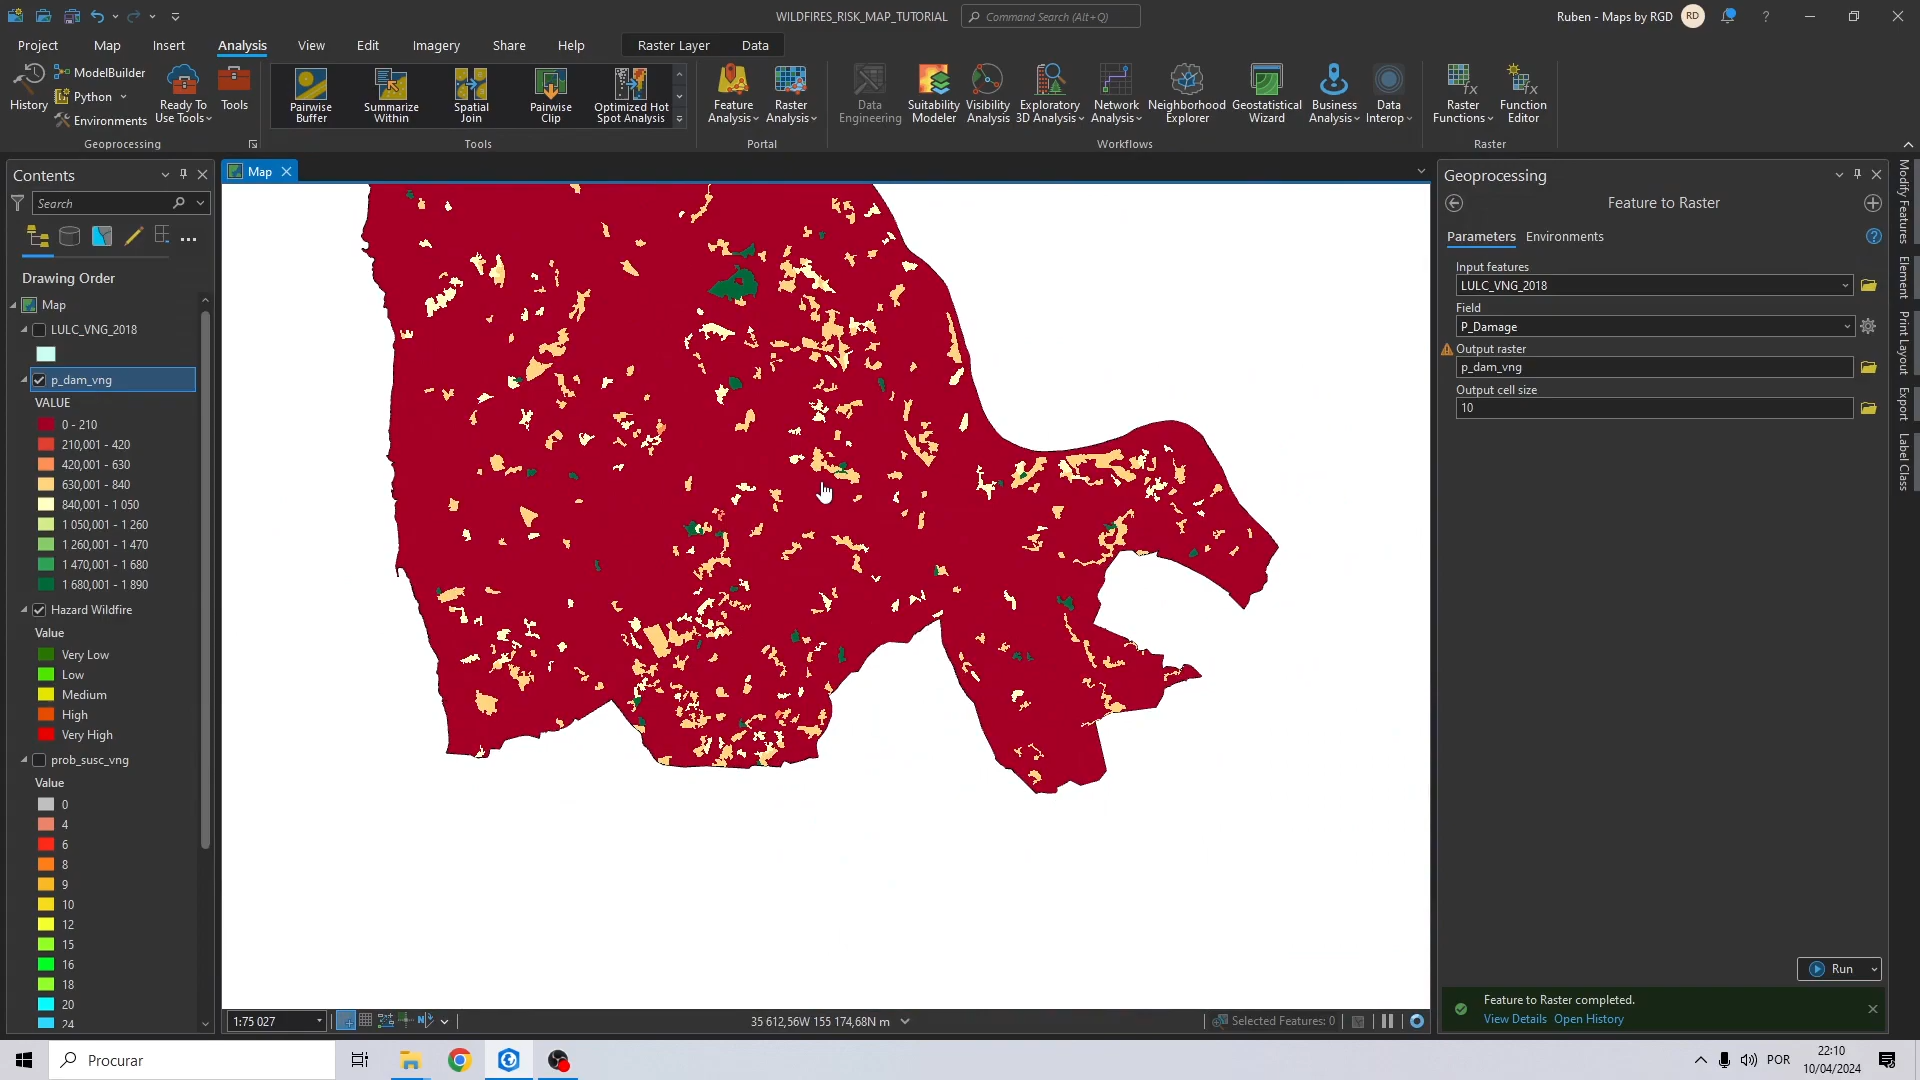 WILDFIRES_RISK_MAP_TUTORIAL
Command Search (Alt+Q)
Ruben - Maps by RGD
RD
?
Project
Map
Insert
Analysis
View
Edit
Imagery
Share
Help
Raster Layer
Data
History
ModelBuilder
Python
Environments
Ready To
Use Tools
Tools
Geoprocessing
Pairwise
Buffer
Summarize
Within
Spatial
Join
Pairwise
Clip
Optimized Hot
Spot Analysis
Tools
Feature
Analysis
Raster
Analysis
Portal
Data
Engineering
Suitability
Modeler
Visibility
Analysis
Exploratory
3D Analysis
Network
Analysis
Neighborhood
Explorer
Geostatistical
Wizard
Business
Analysis
Data
Interop
Workflows
Raster
Functions
Function
Editor
Raster
Contents
Search
Drawing Order
Map
LULC_VNG_2018
p_dam_vng
VALUE
0 - 210
210,001 - 420
420,001 - 630
630,001 - 840
840,001 - 1 050
1 050,001 - 1 260
1 260,001 - 1 470
1 470,001 - 1 680
1 680,001 - 1 890
Hazard Wildfire
Value
Very Low
Low
Medium
High
Very High
prob_susc_vng
Value
0
4
6
8
9
10
12
15
16
18
20
24
Map
1:75 027
35 612,56W 155 174,68N m
Selected Features: 0
Geoprocessing
Feature to Raster
Parameters
Environments
?
Input features
LULC_VNG_2018
Field
P_Damage
Output raster
p_dam_vng
Output cell size
10
Run
Feature to Raster completed.
View Details
Open History
Modify Features
Element
Print Layout
Export
Label Class
Procurar
POR
22:10
10/04/2024